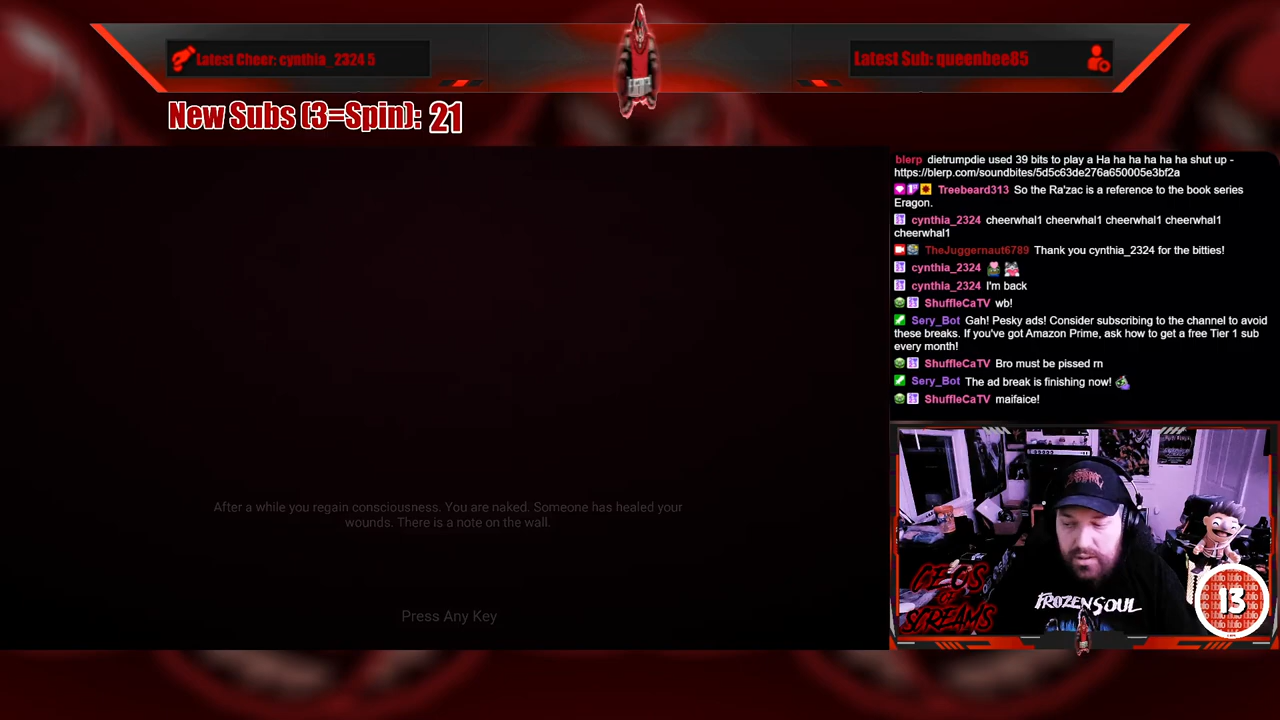 Latest Cheer: cynthia_2324 5
Latest Sub: queenbee85
New Subs (3=Spin): 21
blerp dietrumpdie used 39 bits to play a Ha ha ha ha ha ha shut up -
https://blerp.com/soundbites/5d5c63de276a650005e3bf2a
Treebeard313 So the Ra'zac is a reference to the book series
Eragon.
cynthia_2324 cheerwhal1 cheerwhal1 cheerwhal1 cheerwhal1
cheerwhal1
TheJuggernaut6789 Thank you cynthia_2324 for the bitties!
cynthia_2324
cynthia_2324 I'm back
ShuffleCaTV wb!
Sery_Bot Gah! Pesky ads! Consider subscribing to the channel to avoid
these breaks. If you've got Amazon Prime, ask how to get a free Tier 1 sub
every month!
ShuffleCaTV Bro must be pissed rn
Sery_Bot The ad break is finishing now!
ShuffleCaTV maifaice!
After a while you regain consciousness. You are naked. Someone has healed your
wounds. There is a note on the wall.
Press Any Key
GEARS
OF
SCREAMS
FROZEN SOUL
13